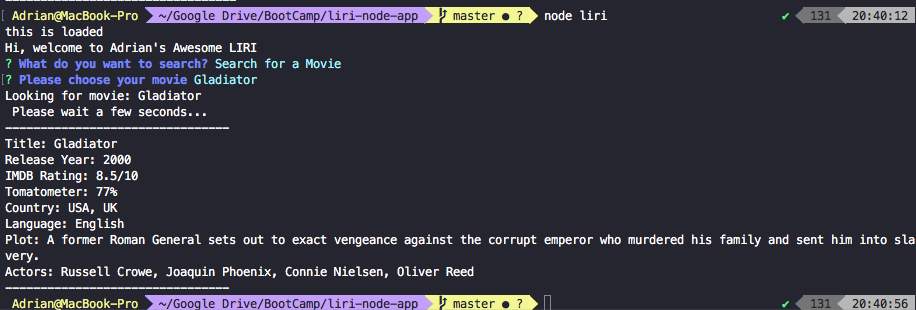 --------------------------------
Adrian@MacBook-Pro ~/Google Drive/BootCamp/liri-node-app master ● ? node liri ✔ 131 20:40:12
this is loaded
Hi, welcome to Adrian's Awesome LIRI
? What do you want to search? Search for a Movie
? Please choose your movie Gladiator
Looking for movie: Gladiator
Please wait a few seconds...
--------------------------------
Title: Gladiator
Release Year: 2000
IMDB Rating: 8.5/10
Tomatometer: 77%
Country: USA, UK
Language: English
Plot: A former Roman General sets out to exact vengeance against the corrupt emperor who murdered his family and sent him into sla
very.
Actors: Russell Crowe, Joaquin Phoenix, Connie Nielsen, Oliver Reed
--------------------------------
Adrian@MacBook-Pro ~/Google Drive/BootCamp/liri-node-app master ● ? ✔ 131 20:40:56